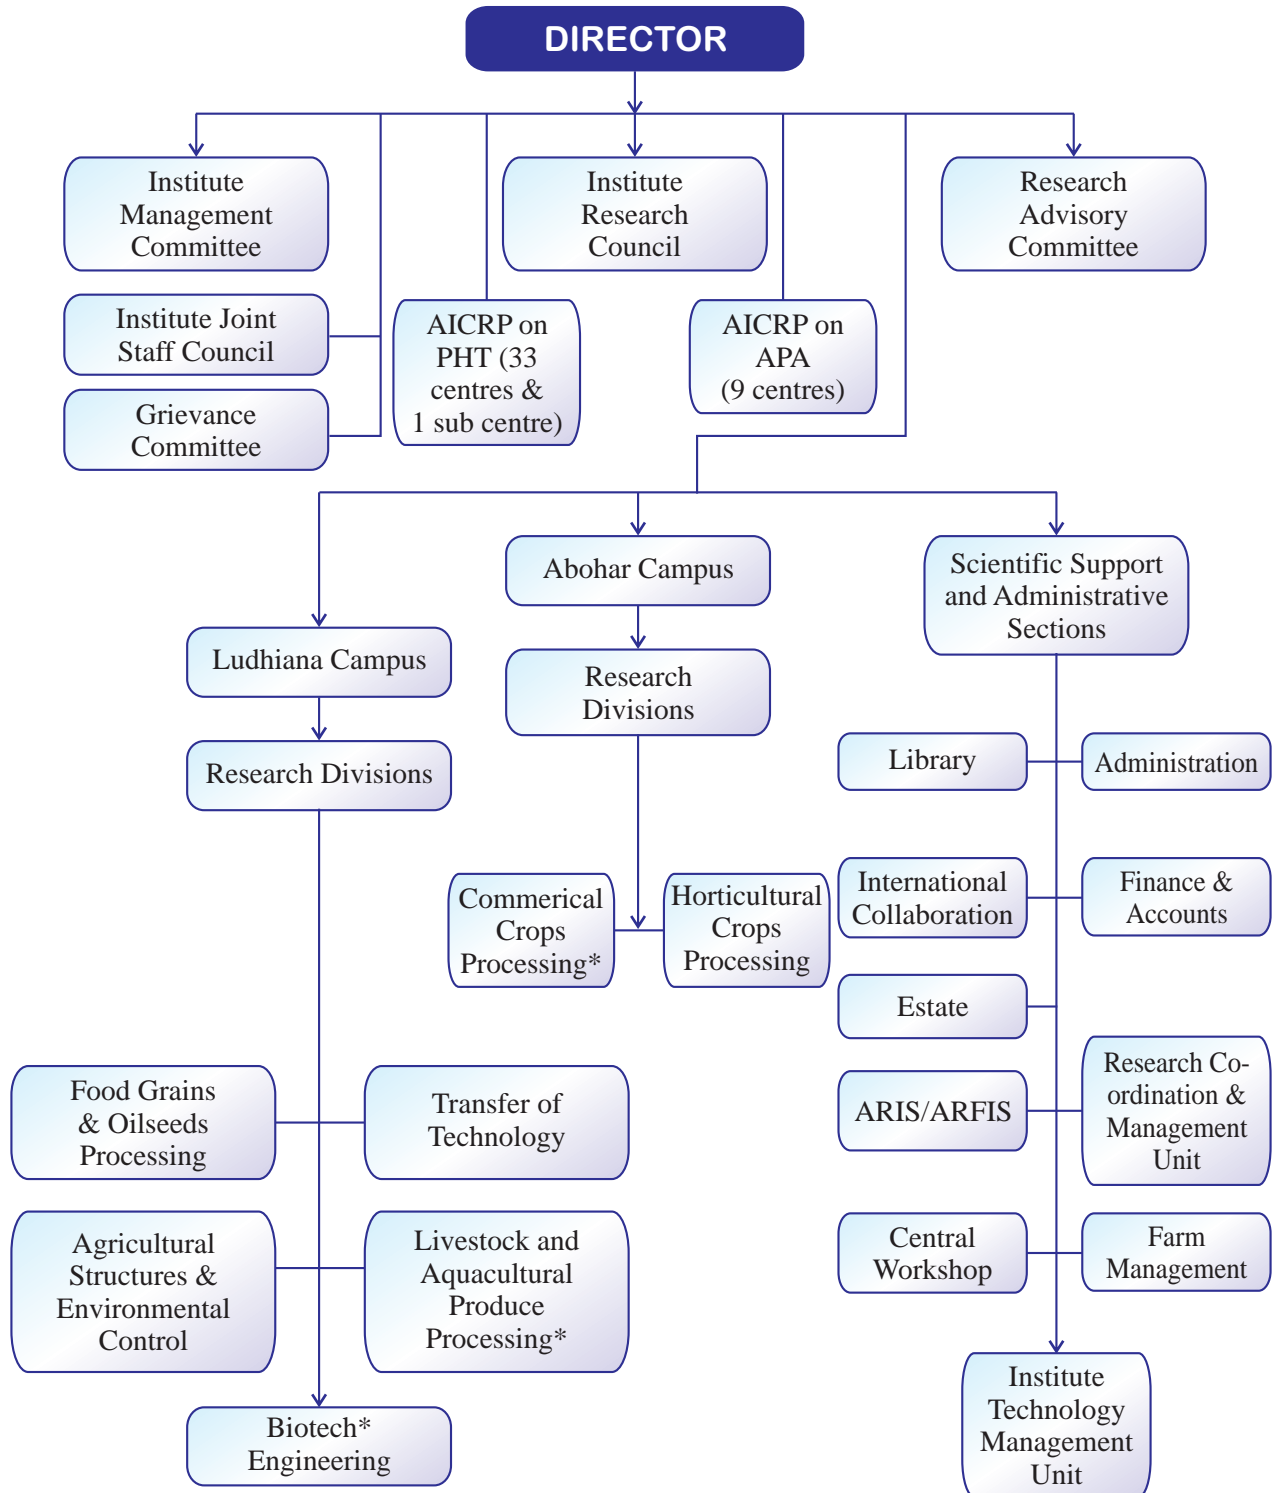 DIRECTOR
Institute
Management
Committee
Institute
Research
Council
Research
Advisory
Committee
Institute Joint
Staff Council
Grievance
Committee
AICRP on
PHT (33
centres &
1 sub centre)
AICRP on
APA
(9 centres)
Ludhiana Campus
Research Divisions
Abohar Campus
Research
Divisions
Scientific Support
and Administrative
Sections
Commerical
Crops
Processing*
Horticultural
Crops
Processing
Library
Administration
International
Collaboration
Finance &
Accounts
Estate
ARIS/ARFIS
Research Co-
ordination &
Management
Unit
Central
Workshop
Farm
Management
Institute
Technology
Management
Unit
Food Grains
& Oilseeds
Processing
Transfer of
Technology
Agricultural
Structures &
Environmental
Control
Livestock and
Aquacultural
Produce
Processing*
Biotech*
Engineering